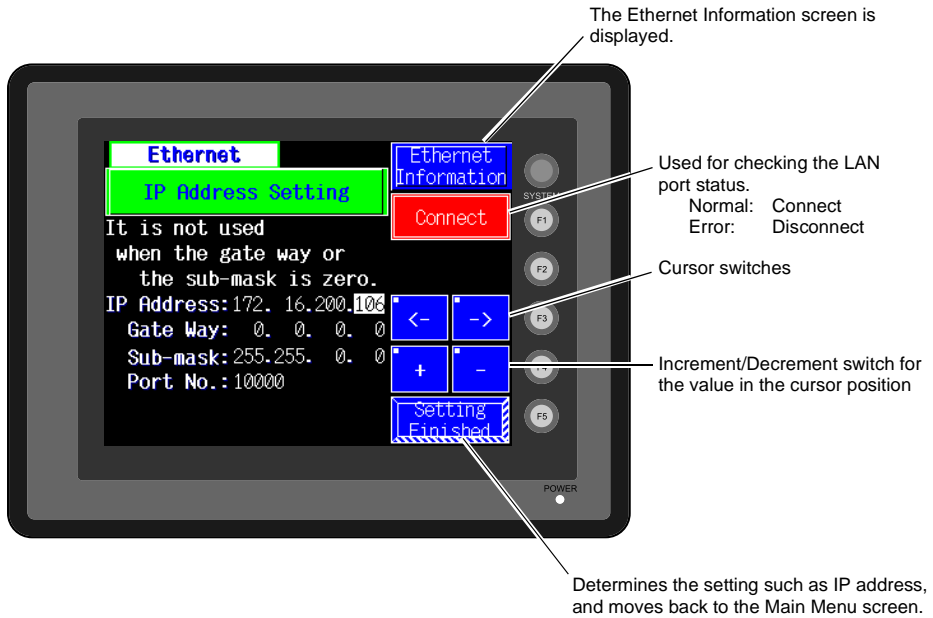 The Ethernet Information screen is
displayed.
Ethernet
IP Address Setting
Ethernet
Information
Connect
It is not used
when the gate way or
the sub-mask is zero.
IP Address:172. 16.200.106
Gate Way: 0. 0. 0. 0
Sub-mask:255.255. 0. 0
Port No.:10000
<-
->
+
-
Setting
Finished
SYSTEM
F1
F2
F3
F4
F5
POWER
Used for checking the LAN
port status.
Normal: Connect
Error: Disconnect
Cursor switches
Increment/Decrement switch for
the value in the cursor position
Determines the setting such as IP address,
and moves back to the Main Menu screen.